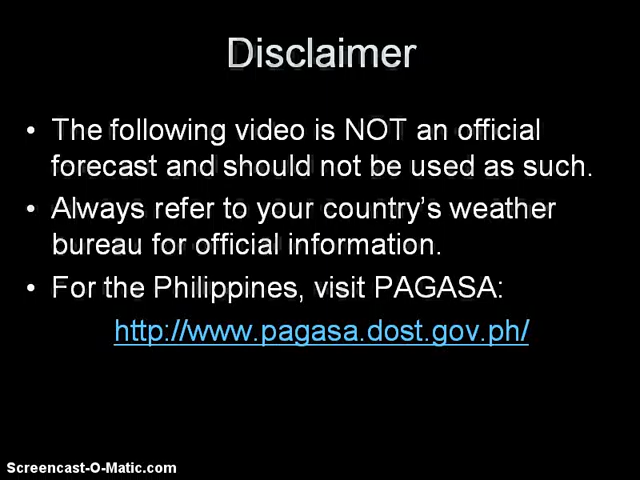 Disclaimer
• The following video is NOT an official
forecast and should not be used as such.
• Always refer to your country's weather
bureau for official information.
• For the Philippines, visit PAGASA:
http://www.pagasa.dost.gov.ph/
Screencast-O-Matic.com